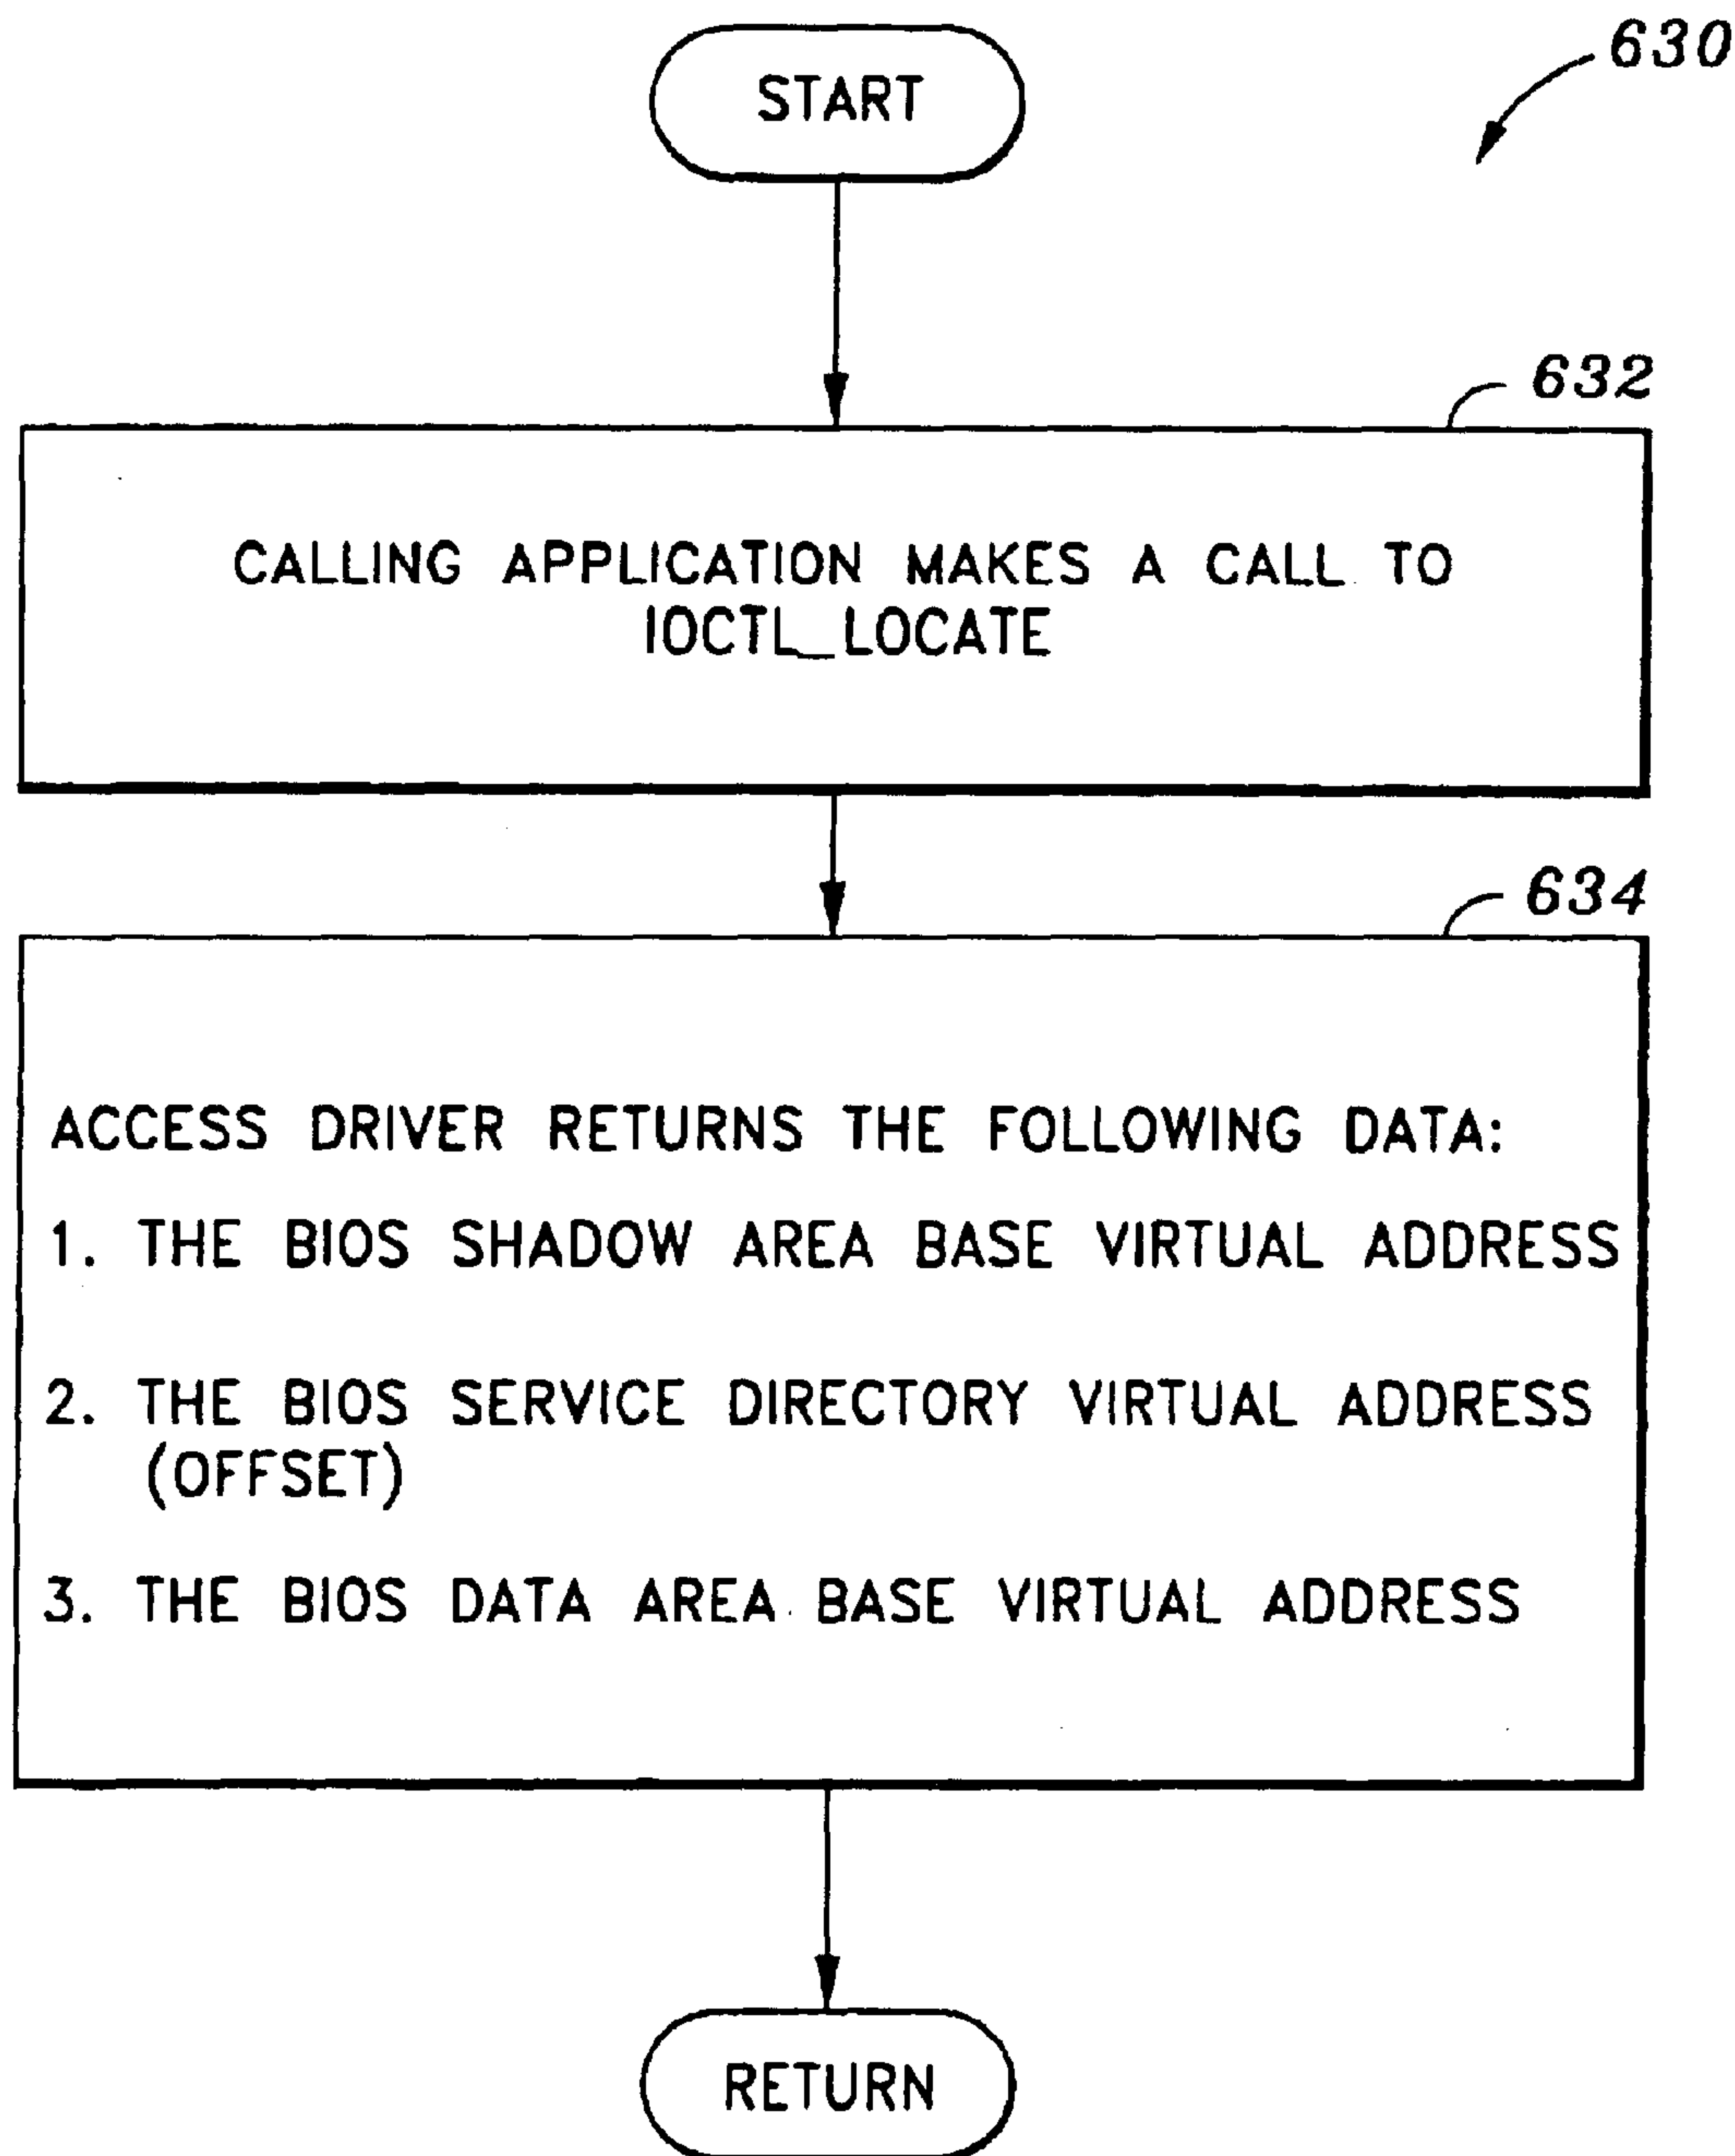 START
630
632
CALLING APPLICATION MAKES A CALL TO
IOCTL_LOCATE
634
ACCESS DRIVER RETURNS THE FOLLOWING DATA:
1. THE BIOS SHADOW AREA BASE VIRTUAL ADDRESS
2. THE BIOS SERVICE DIRECTORY VIRTUAL ADDRESS
(OFFSET)
3. THE BIOS DATA AREA BASE VIRTUAL ADDRESS
RETURN